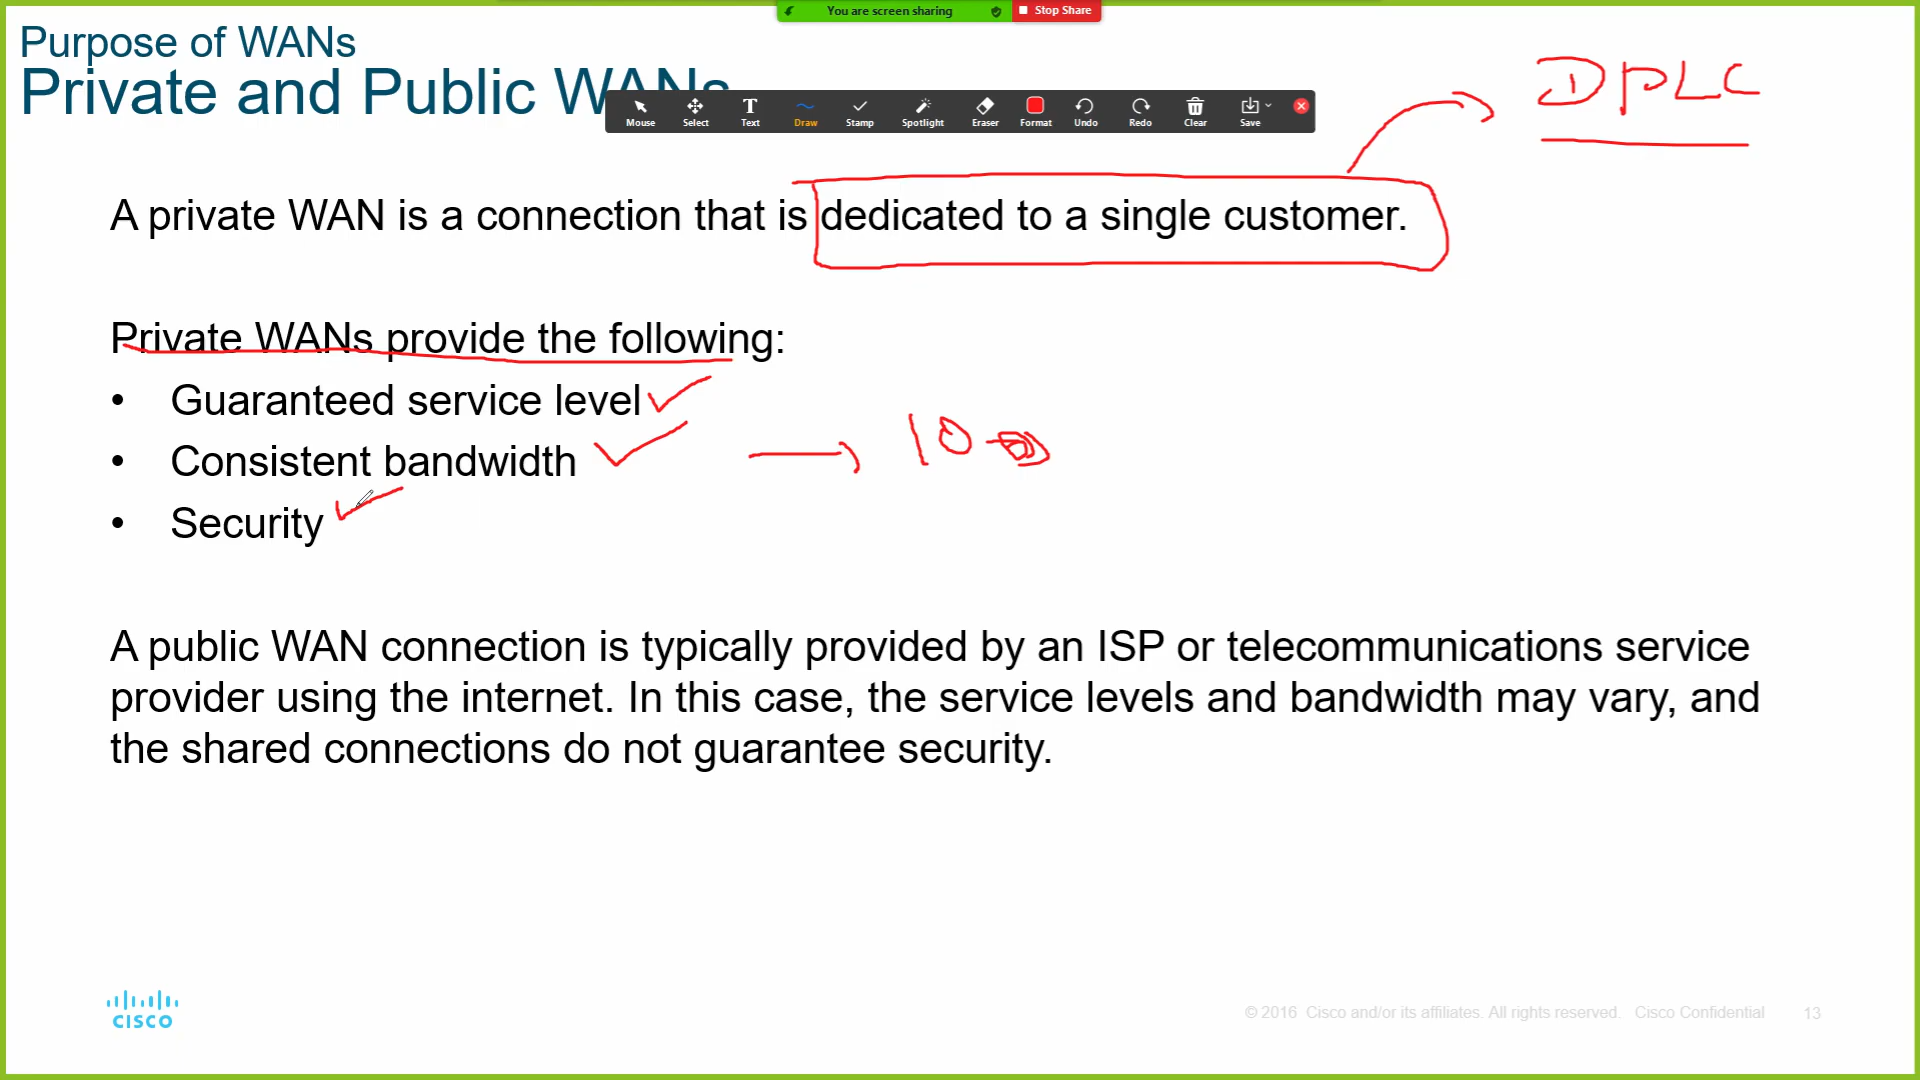 You are screen sharing
Stop Share
Purpose of WANs
Private and Public WANs
Mouse
Select
Text
Draw
Stamp
Spotlight
Eraser
Format
Undo
Redo
Clear
Save
DPLC
A private WAN is a connection that is dedicated to a single customer.
Private WANs provide the following:
• Guaranteed service level
• Consistent bandwidth
10
• Security
A public WAN connection is typically provided by an ISP or telecommunications service
provider using the internet. In this case, the service levels and bandwidth may vary, and
the shared connections do not guarantee security.
CISCO
© 2016 Cisco and/or its affiliates. All rights reserved. Cisco Confidential
13